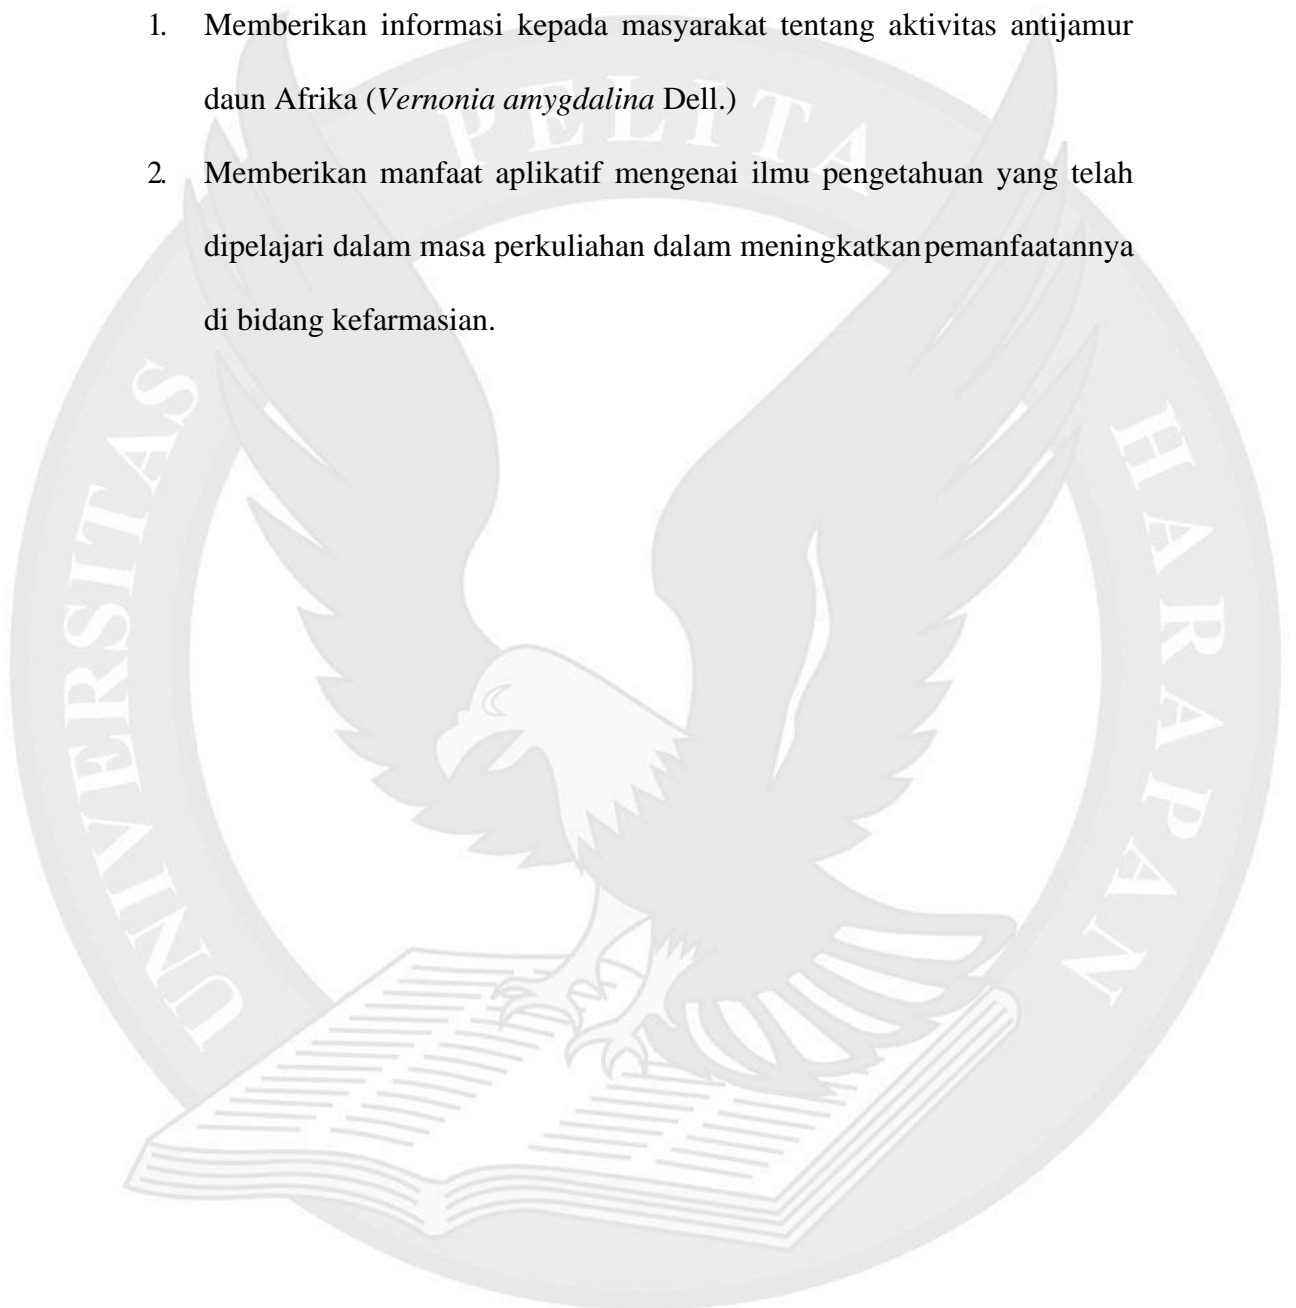 1. Memberikan informasi kepada masyarakat tentang aktivitas antijamur
daun Afrika (Vernonia amygdalina Dell.)
2. Memberikan manfaat aplikatif mengenai ilmu pengetahuan yang telah
dipelajari dalam masa perkuliahan dalam meningkatkan pemanfaatannya
di bidang kefarmasian.
UNIVERSITAS
PELITA
HARAPAN